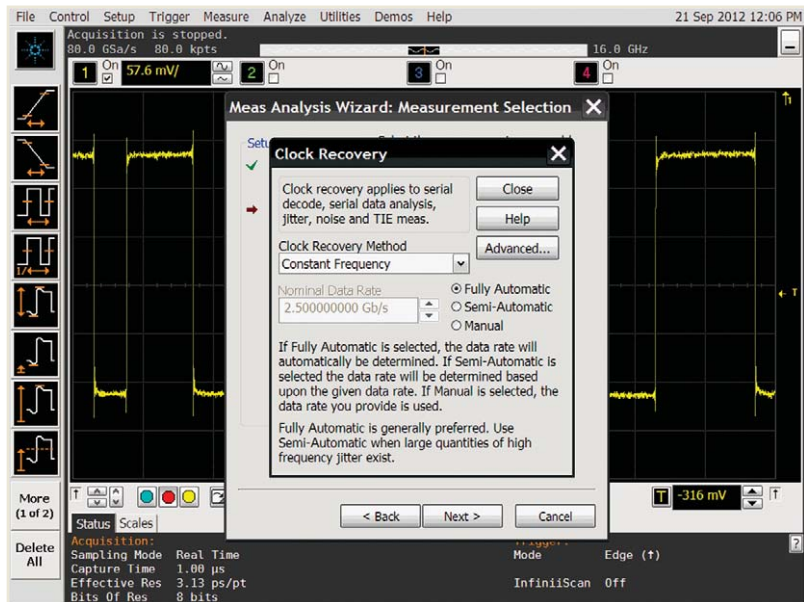 File Control Setup Trigger Measure Analyze Utilities Demos Help 21 Sep 2012 12:06 PM
Acquisition is stopped.
80.0 GSa/s 80.0 kpts 16.0 GHz
1 On 57.6 mV/ 2 On 3 On 4 On
Meas Analysis Wizard: Measurement Selection
Clock Recovery
Clock recovery applies to serial
decode, serial data analysis,
jitter, noise and TIE meas.
Close
Help
Advanced...
Clock Recovery Method
Constant Frequency
Nominal Data Rate
2.500000000 Gb/s
Fully Automatic
Semi-Automatic
Manual
If Fully Automatic is selected, the data rate will
automatically be determined. If Semi-Automatic is
selected the data rate will be determined based
upon the given data rate. If Manual is selected, the
data rate you provide is used.
Fully Automatic is generally preferred. Use
Semi-Automatic when large quantities of high
frequency jitter exist.
< Back Next > Cancel
T
1/
More
(1 of 2)
Delete
All
T -316 mV
Status Scales
Acquisition:
Sampling Mode Real Time
Capture Time 1.00 µs
Effective Res 3.13 ps/pt
Bits Of Res 8 bits
Mode Edge (↑)
InfiniiScan Off
?